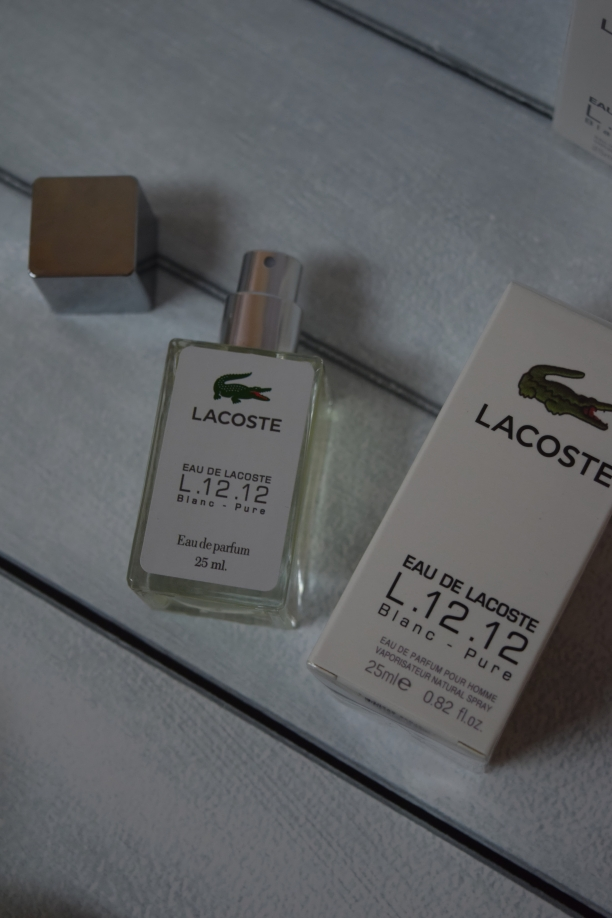 LACOSTE
EAU DE LACOSTE
L.12.12
Blanc - Pure
Eau de parfum
25 ml.
LACOSTE
EAU DE LACOSTE
L.12.12
Blanc - Pure
EAU DE PARFUM POUR HOMME
VAPORISATEUR NATURAL SPRAY
25ml℮ 0.82 fl.oz.